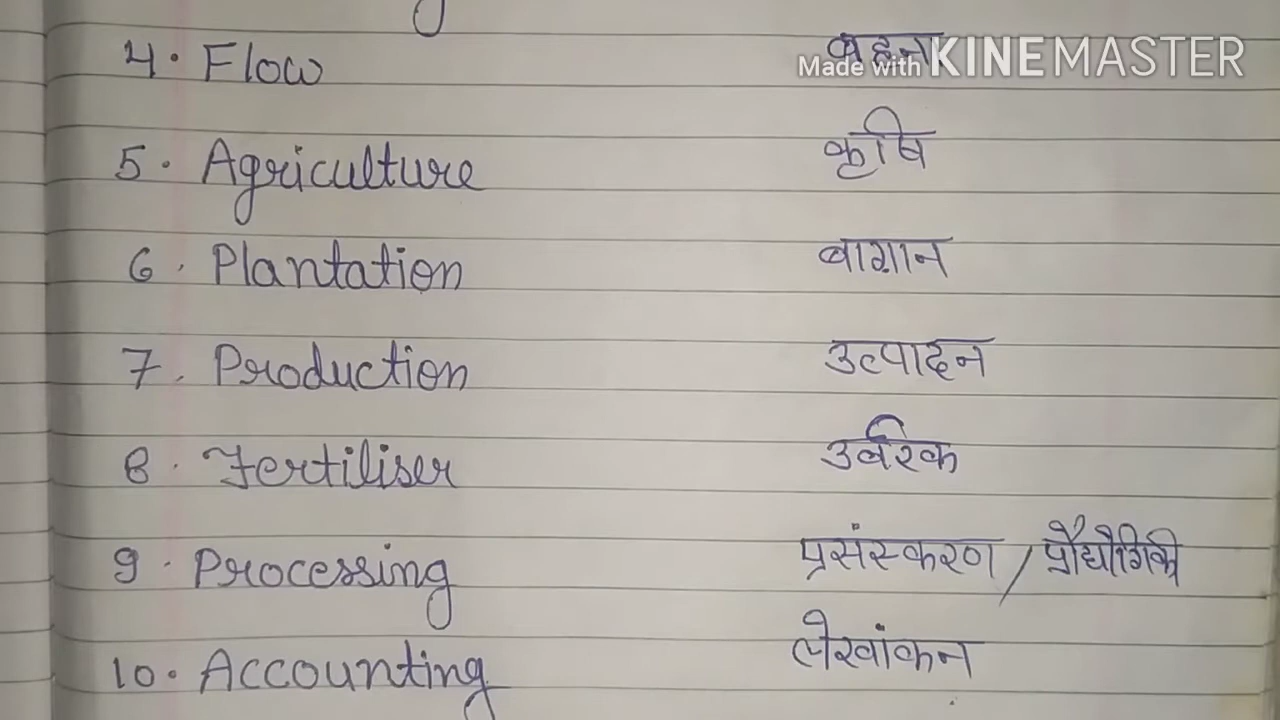 4. Flow बहना
Made with KINEMASTER
5. Agriculture कृषि
6. Plantation बागान
7. Production उत्पादन
8. Fertiliser उर्वरक
9. Processing प्रसंस्करण / प्रौद्यौगिकी
10. Accounting लेखांकन